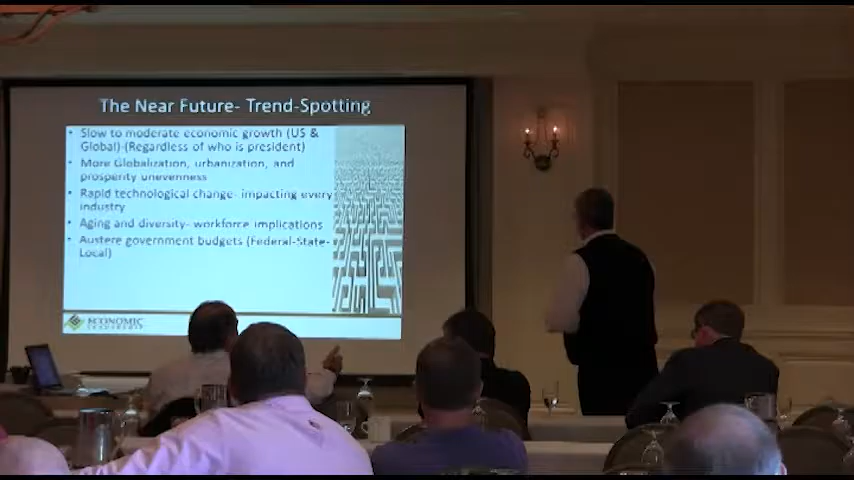 The Near Future- Trend-Spotting
• Slow to moderate economic growth (US &
Global)-(Regardless of who is president)
• More Globalization, urbanization, and
prosperity unevenness
• Rapid technological change- impacting every
industry
• Aging and diversity- workforce implications
• Austere government budgets (Federal-State-
Local)
ECONOMIC
LEADERSHIP